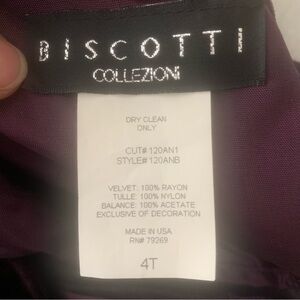 BISCOTTI
COLLEZIONI
DRY CLEAN
ONLY
CUT# 120AN1
STYLE# 120ANB
VELVET: 100% RAYON
TULLE: 100% NYLON
BALANCE: 100% ACETATE
EXCLUSIVE OF DECORATION
MADE IN USA
RN# 79269
4T